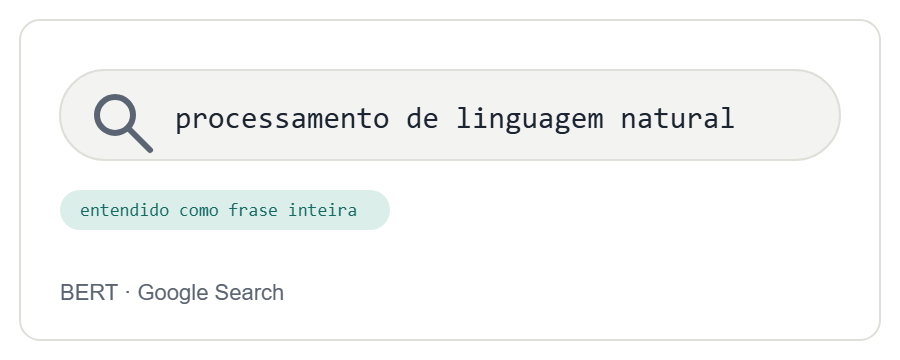 processamento de linguagem natural
entendido como frase inteira
BERT · Google Search